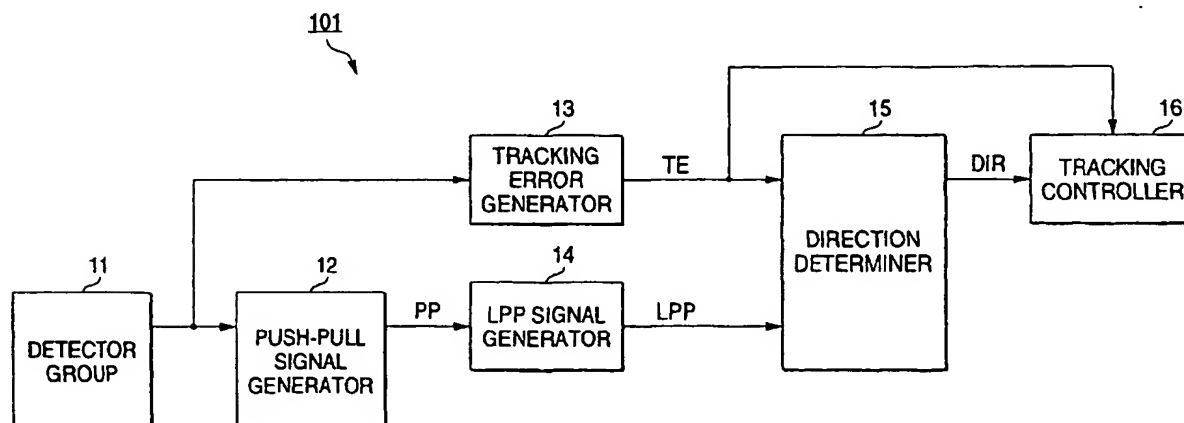 101
13
TRACKING
ERROR
GENERATOR
TE
15
DIRECTION
DETERMINER
DIR
16
TRACKING
CONTROLLER
11
DETECTOR
GROUP
12
PUSH-PULL
SIGNAL
GENERATOR
PP
14
LPP SIGNAL
GENERATOR
LPP